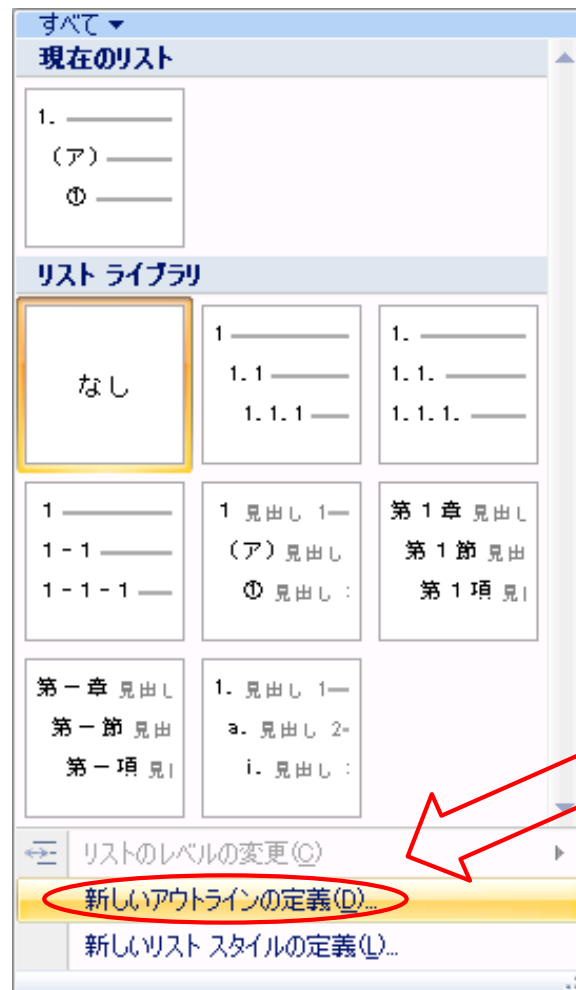 すべて
現在のリスト
1.
(ア)
①
リスト ライブラリ
なし
1
1.1
1.1.1
1.
1.1.
1.1.1.
1
1-1
1-1-1
1 見出し 1
(ア) 見出し
① 見出し
第1章 見出し
第1節 見出
第1項 見
第一章 見出し
第一節 見出
第一項 見
1. 見出し 1
a. 見出し 2
i. 見出し
リストのレベルの変更(C)
新しいアウトラインの定義(D)...
新しいリスト スタイルの定義(L)...